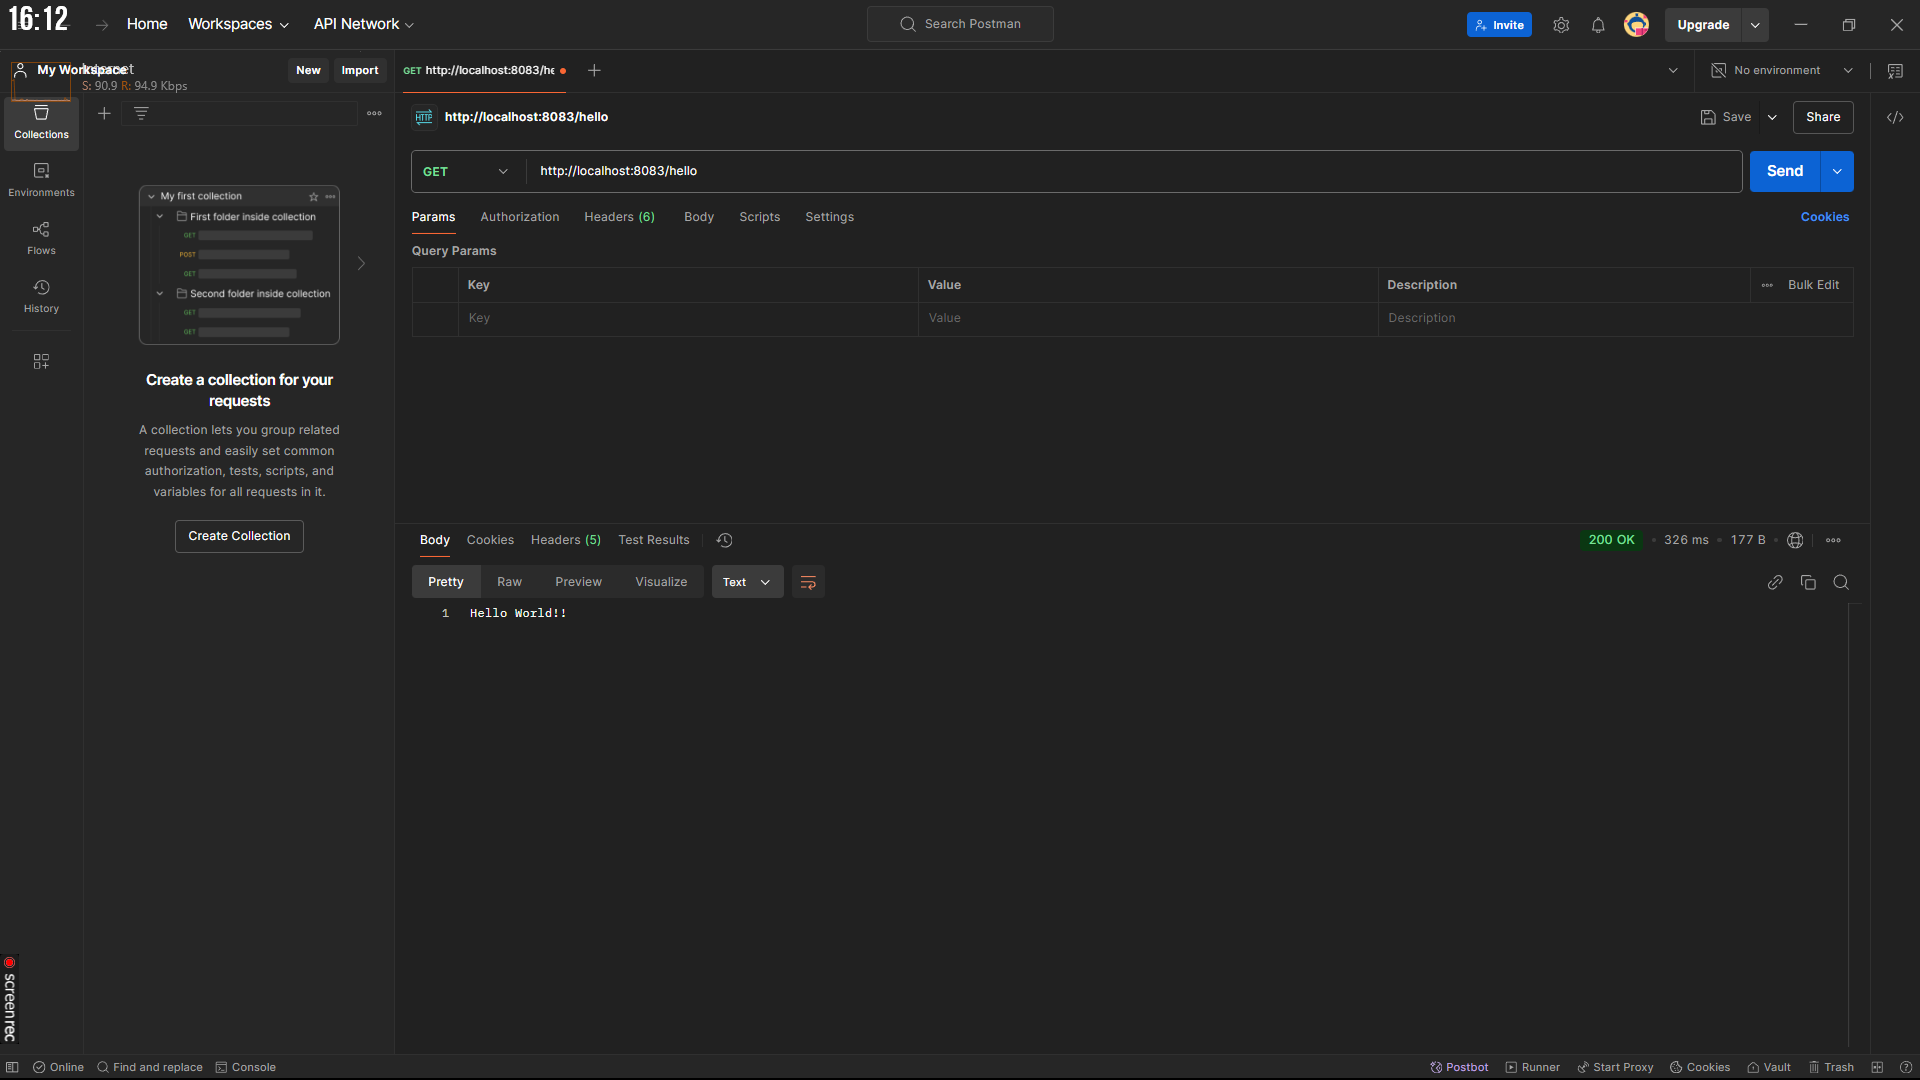 16:12
Home
Workspaces
API Network
Search Postman
Invite
Upgrade
My Workspace
S: 90.9 R: 94.9 Kbps
New
Import
GET http://localhost:8083/he
No environment
Collections
Environments
Flows
History
My first collection
First folder inside collection
GET
POST
GET
Second folder inside collection
GET
GET
Create a collection for your
requests
A collection lets you group related
requests and easily set common
authorization, tests, scripts, and
variables for all requests in it.
Create Collection
HTTP http://localhost:8083/hello
Save
Share
GET
http://localhost:8083/hello
Send
Params
Authorization
Headers (6)
Body
Scripts
Settings
Cookies
Query Params
Key
Value
Description
Bulk Edit
Key
Value
Description
Body
Cookies
Headers (5)
Test Results
200 OK
326 ms
177 B
Pretty
Raw
Preview
Visualize
Text
1 Hello World!!
screen rec
Online
Find and replace
Console
Postbot
Runner
Start Proxy
Cookies
Vault
Trash